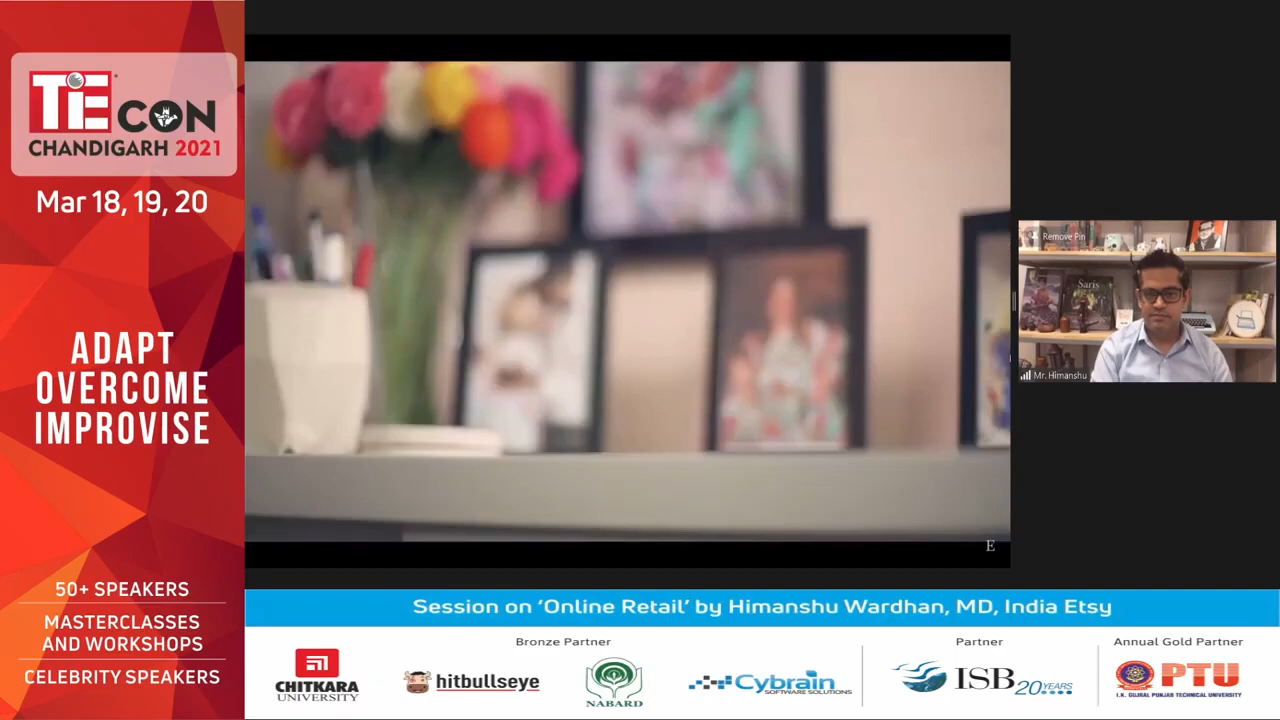 TiE CON
CHANDIGARH 2021
Mar 18, 19, 20
ADAPT
OVERCOME
IMPROVISE
50+ SPEAKERS
MASTERCLASSES
AND WORKSHOPS
CELEBRITY SPEAKERS
E
Remove Pin
Saris
Mr. Himanshu
Session on ‘Online Retail’ by Himanshu Wardhan, MD, India Etsy
Bronze Partner
CHITKARA
UNIVERSITY
hitbullseye
NABARD
Cybrain
SOFTWARE SOLUTIONS
Partner
ISB 20 YEARS
Annual Gold Partner
PTU
I.K. GUJRAL PUNJAB TECHNICAL UNIVERSITY